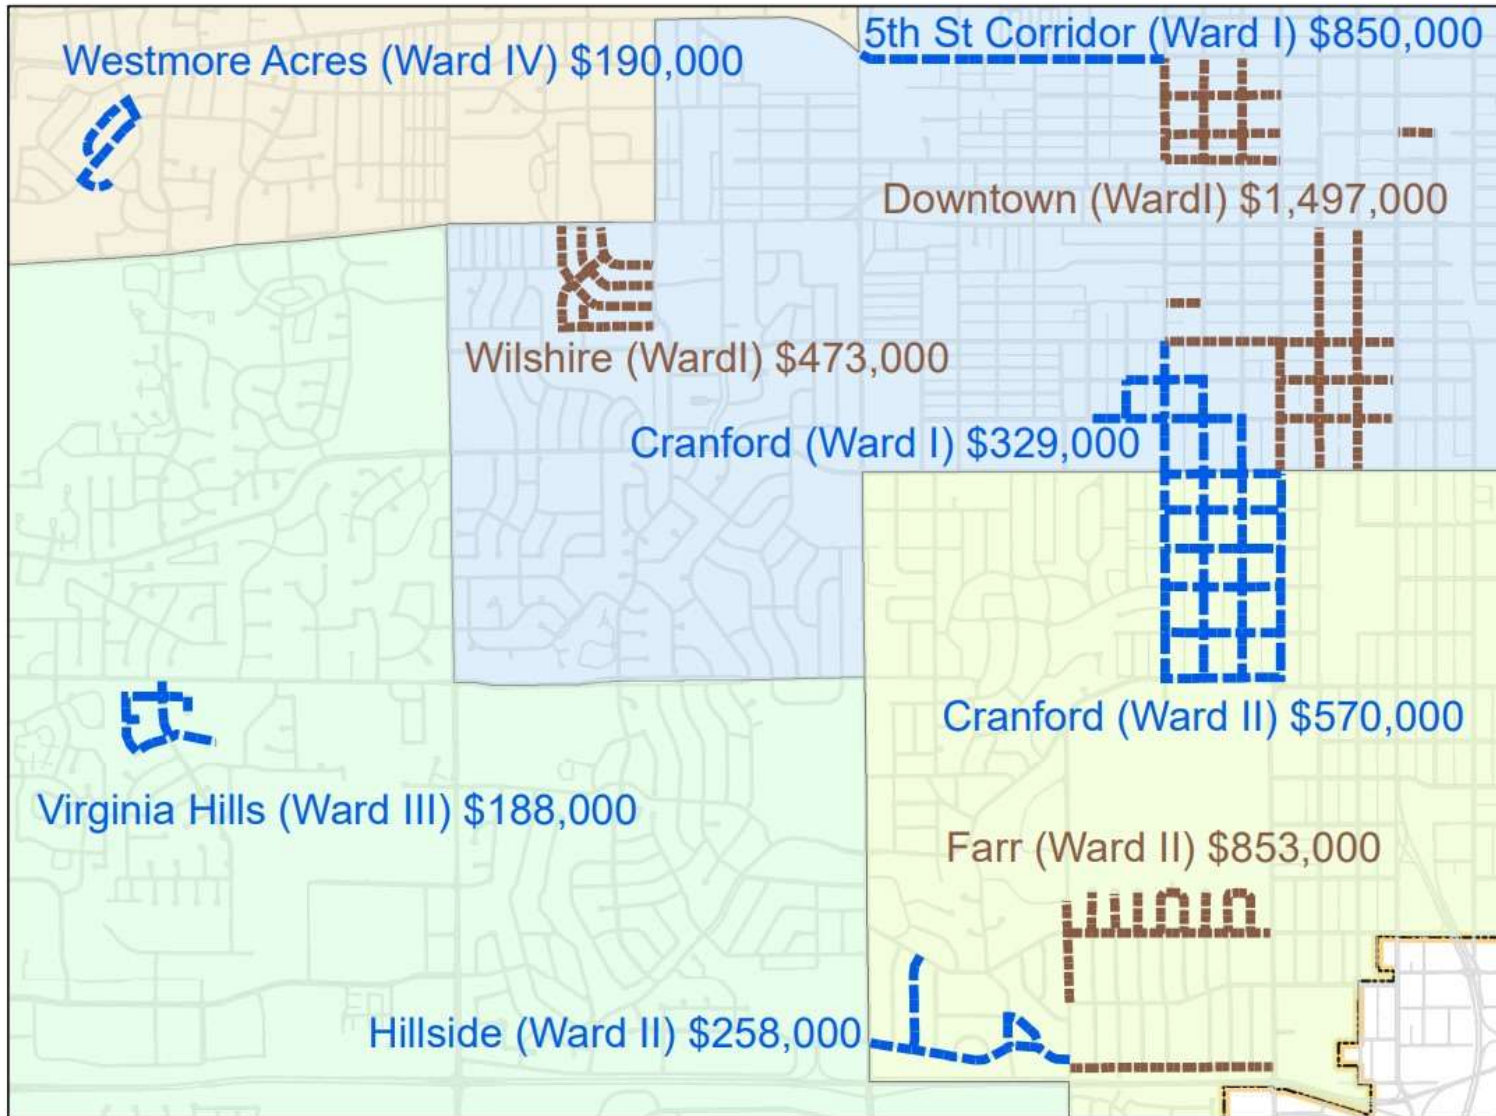 5th St Corridor (Ward I) $850,000
Westmore Acres (Ward IV) $190,000
Downtown (WardI) $1,497,000
Wilshire (WardI) $473,000
Cranford (Ward I) $329,000
Cranford (Ward II) $570,000
Virginia Hills (Ward III) $188,000
Farr (Ward II) $853,000
Hillside (Ward II) $258,000